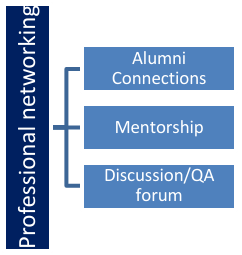 Professional networking
Alumni
Connections
Mentorship
Discussion/QA
forum